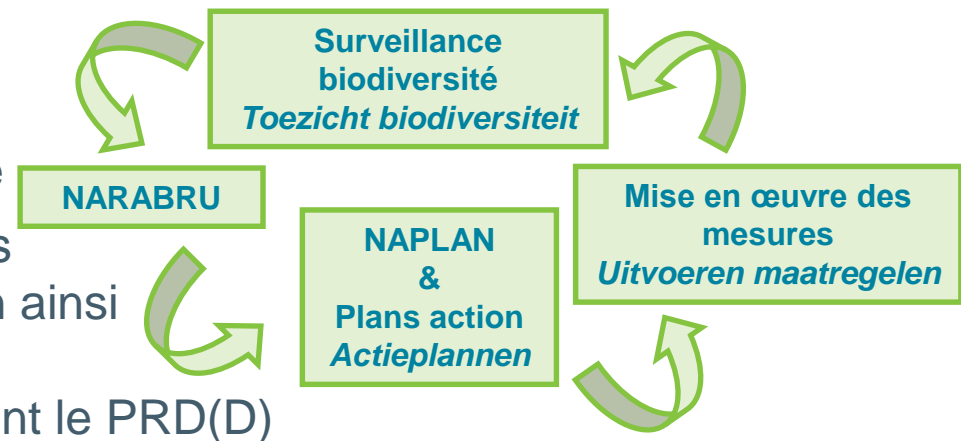 Surveillance
biodiversité
Toezicht biodiversiteit
NARABRU
NAPLAN
&
Plans action
Actieplannen
Mise en œuvre des
mesures
Uitvoeren maatregelen
ainsi
le PRD(D)